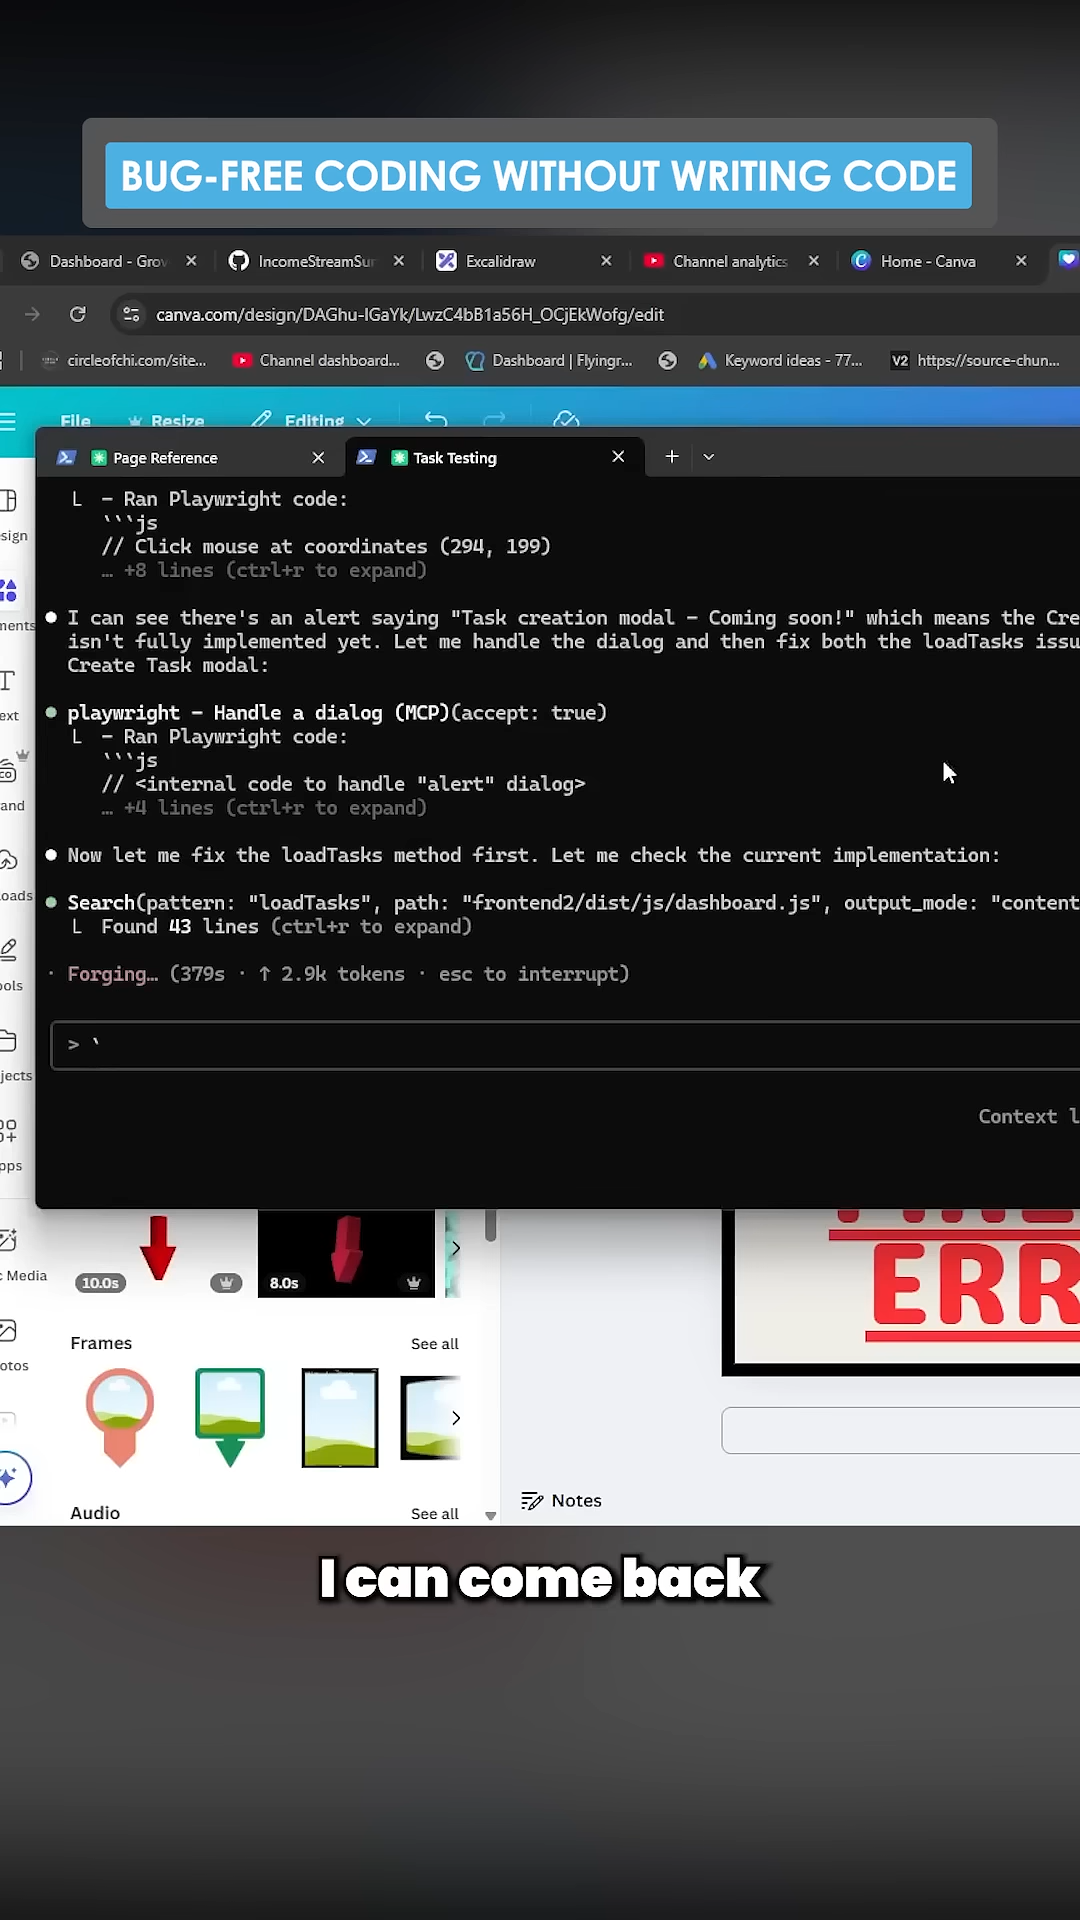 BUG-FREE CODING WITHOUT WRITING CODE
Dashboard - Grov
IncomeStreamSur
Excalidraw
Channel analytics
Home - Canva
canva.com/design/DAGhu-IGaYk/LwzC4bB1a56H_OCjEkWofg/edit
circleofchi.com/site...
Channel dashboard...
Dashboard | Flyingr...
Keyword ideas - 77...
V2 https://source-chun...
File
Resize
Editing
Page Reference
Task Testing
L - Ran Playwright code:
```js
// Click mouse at coordinates (294, 199)
… +8 lines (ctrl+r to expand)
I can see there's an alert saying "Task creation modal - Coming soon!" which means the Cre
isn't fully implemented yet. Let me handle the dialog and then fix both the loadTasks issu
Create Task modal:
playwright - Handle a dialog (MCP)(accept: true)
L - Ran Playwright code:
```js
// <internal code to handle "alert" dialog>
… +4 lines (ctrl+r to expand)
Now let me fix the loadTasks method first. Let me check the current implementation:
Search(pattern: "loadTasks", path: "frontend2/dist/js/dashboard.js", output_mode: "content
L Found 43 lines (ctrl+r to expand)
· Forging… (379s · ↑ 2.9k tokens · esc to interrupt)
> `
Context l
sign
ments
ext
rand
oads
ools
jects
pps
c Media
otos
10.0s
8.0s
Frames
See all
Audio
See all
ERR
Notes
I can come back